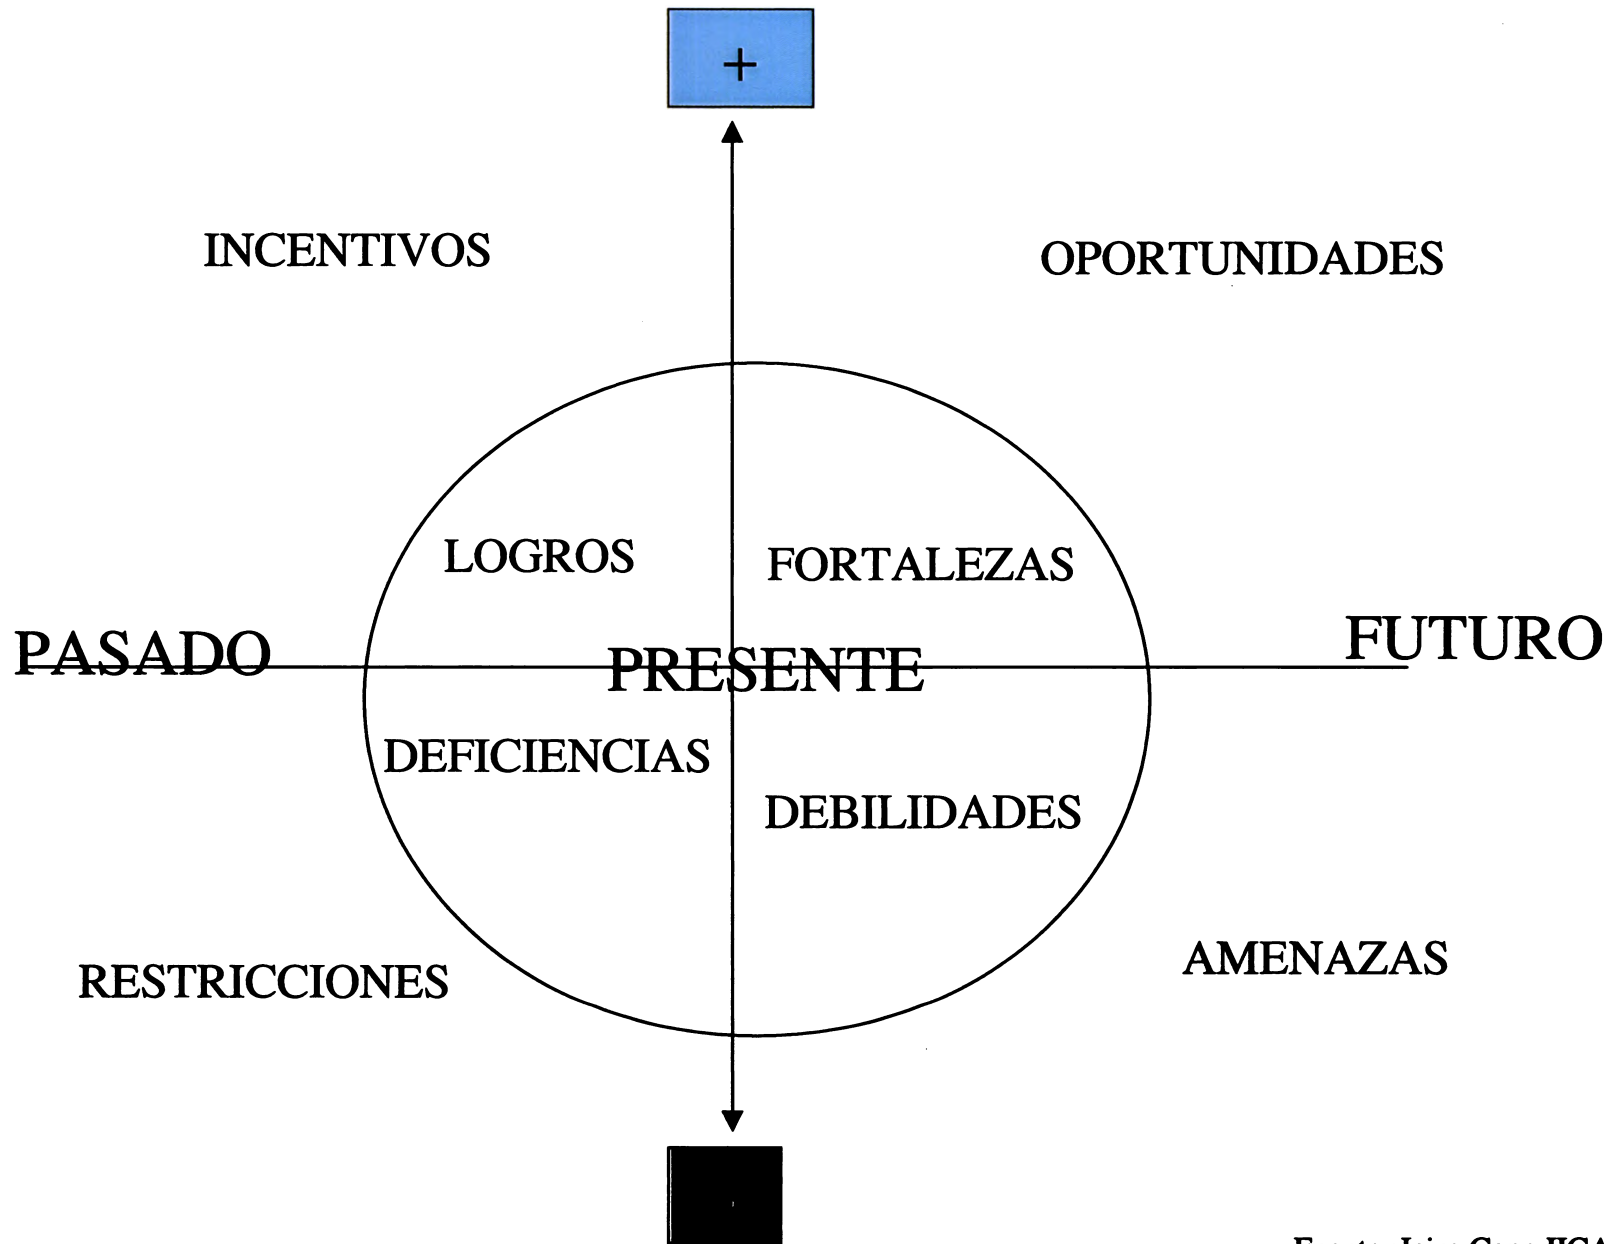 +
INCENTIVOS
OPORTUNIDADES
LOGROS
FORTALEZAS
PASADO
PRESENTE
FUTURO
DEFICIENCIAS
DEBILIDADES
RESTRICCIONES
AMENAZAS